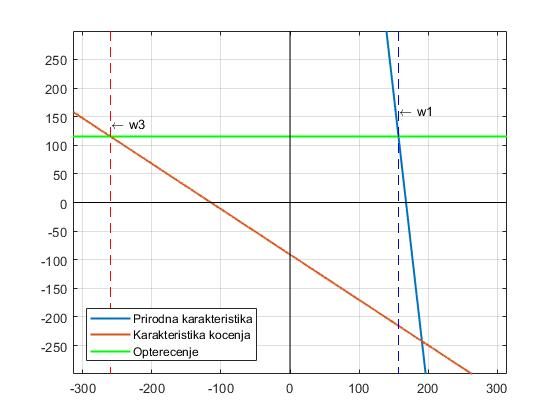 250
200
150
← w3
← w1
100
50
0
-50
-100
-150
-200
Prirodna karakteristika
Karakteristika kocenja
-250
Opterecenje
-300 -200 -100 0 100 200 300